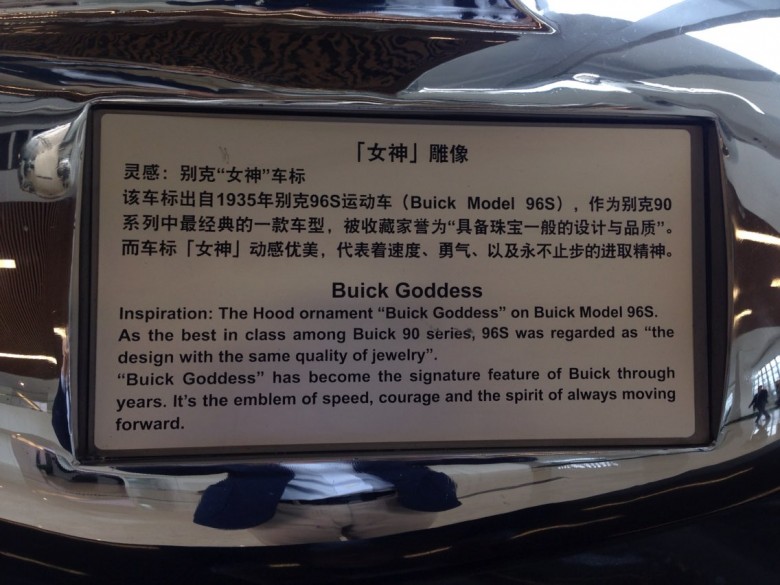 「女神」雕像
灵感：别克“女神”车标
该车标出自1935年别克96S运动车（Buick Model 96S），作为别克90
系列中最经典的一款车型，被收藏家誉为“具备珠宝一般的设计与品质”。
而车标「女神」动感优美，代表着速度、勇气、以及永不止步的进取精神。
Buick Goddess
Inspiration: The Hood ornament “Buick Goddess” on Buick Model 96S.
As the best in class among Buick 90 series, 96S was regarded as “the
design with the same quality of jewelry”.
“Buick Goddess” has become the signature feature of Buick through
years. It’s the emblem of speed, courage and the spirit of always moving
forward.